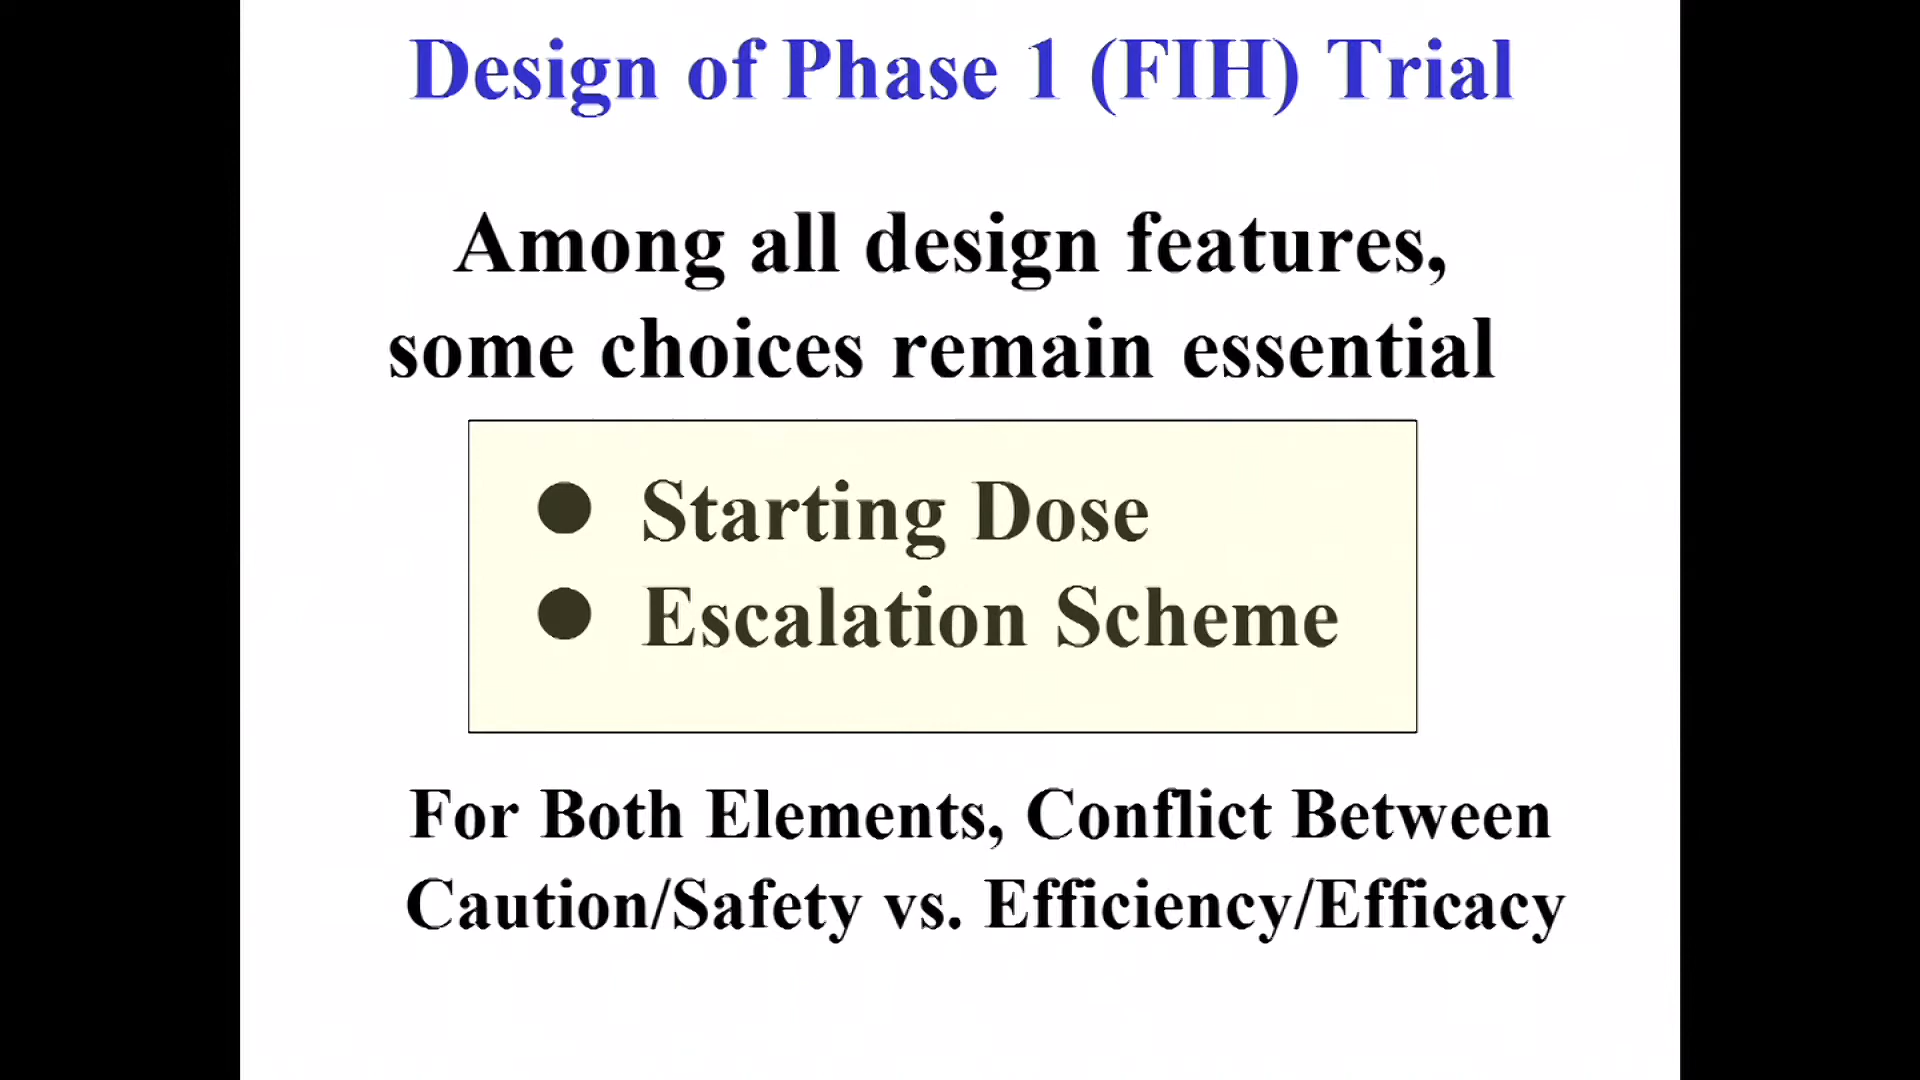 Design of Phase 1 (FIH) Trial
Among all design features,
some choices remain essential
● Starting Dose
● Escalation Scheme
For Both Elements, Conflict Between
Caution/Safety vs. Efficiency/Efficacy